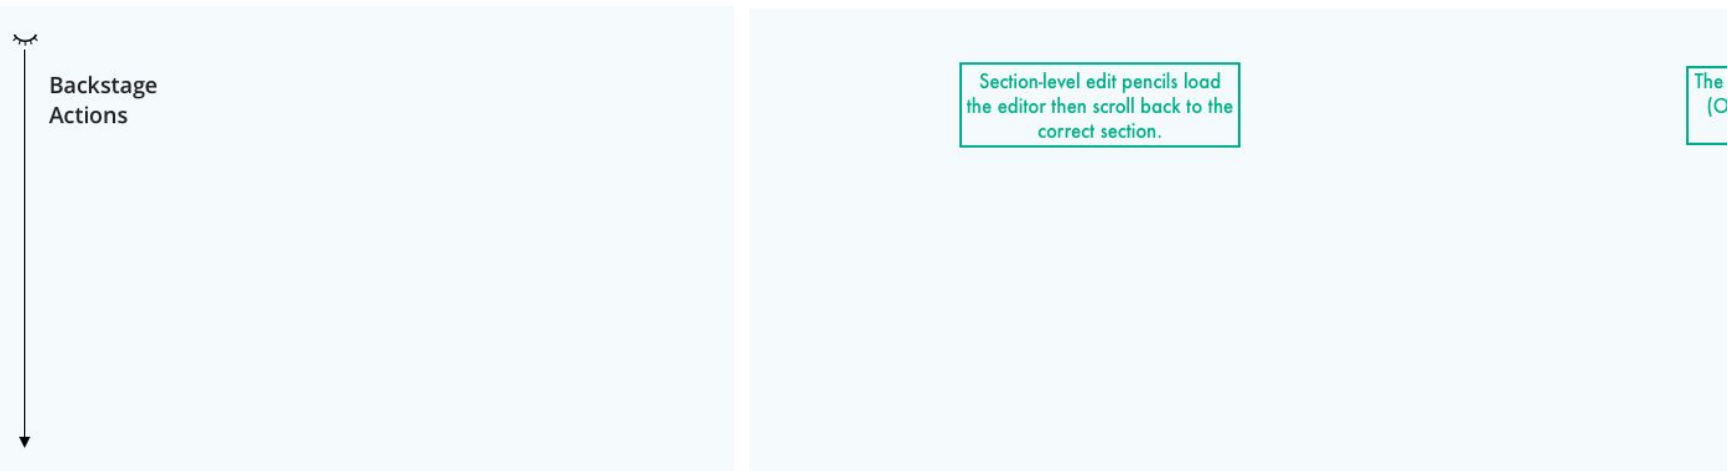 Backstage
Actions
Section-level edit pencils load
the editor then scroll back to the
correct section.
The
(O